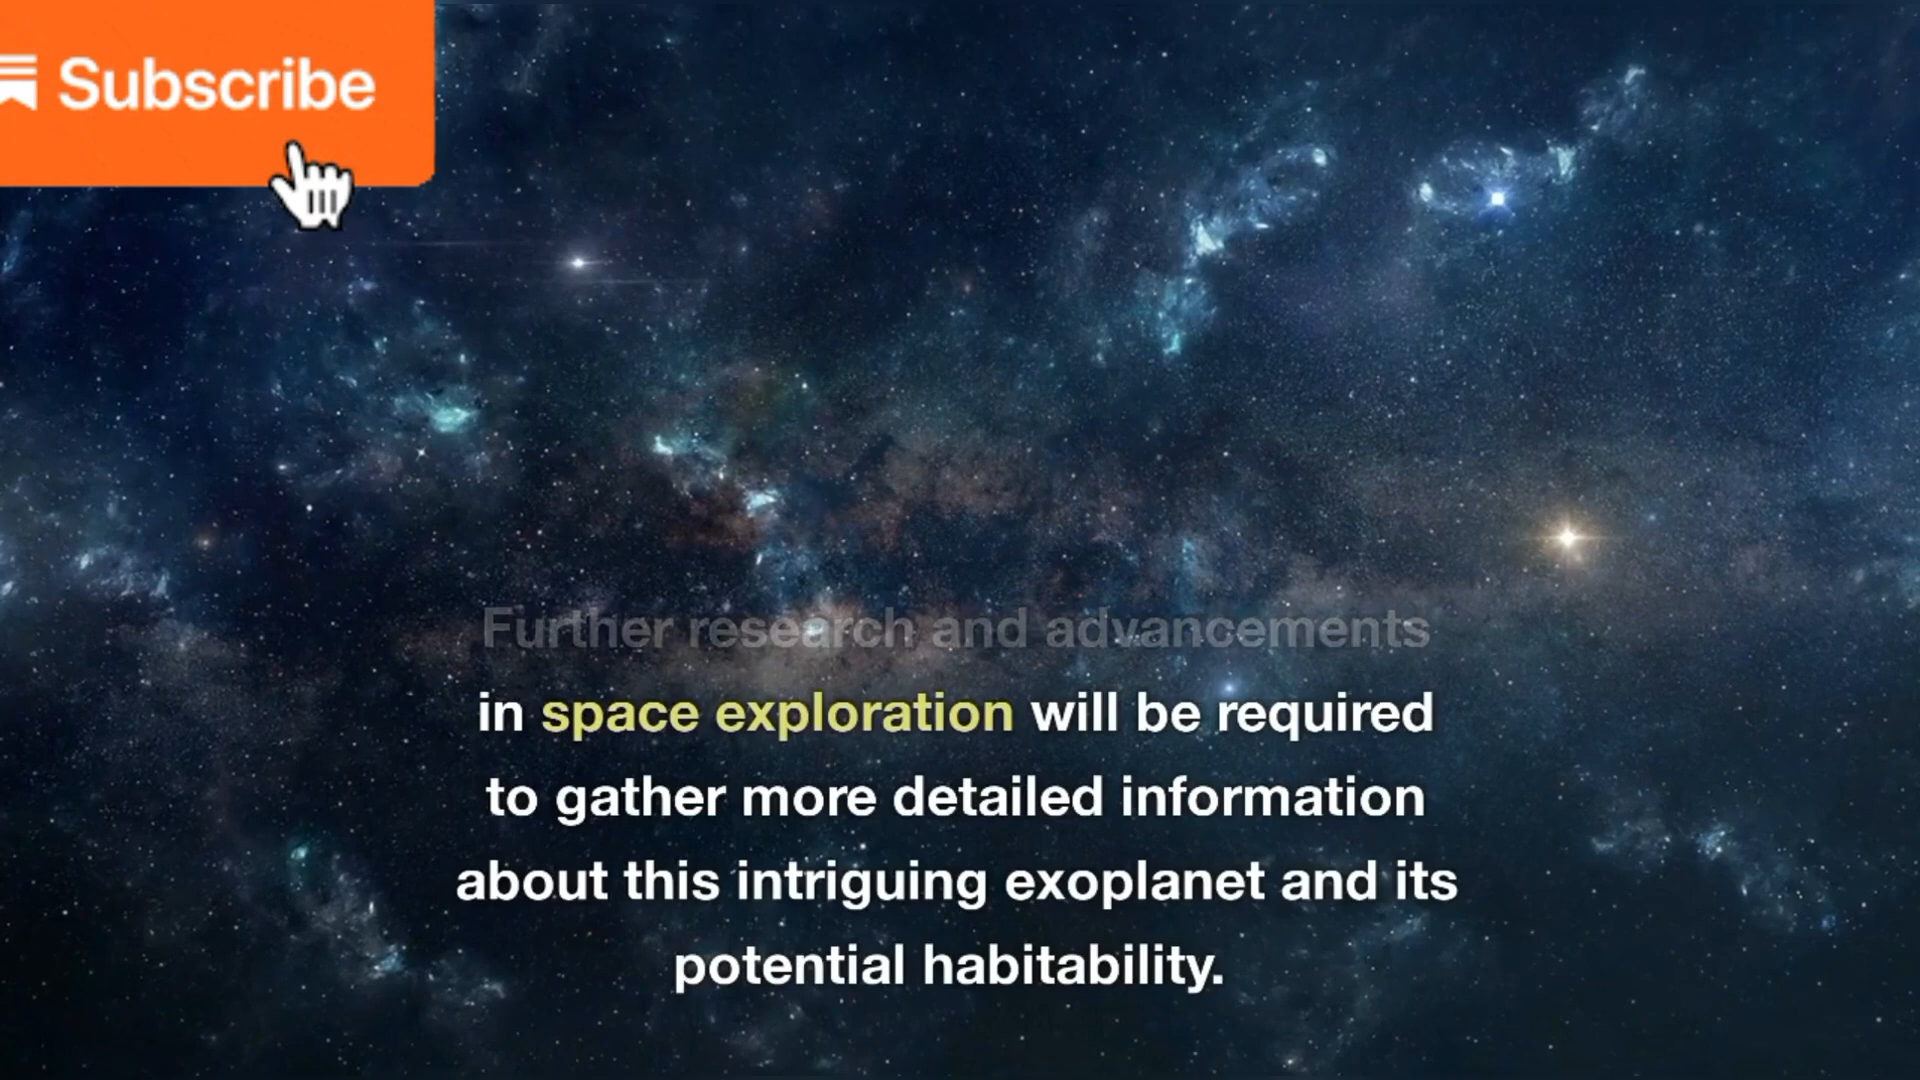 Subscribe
Further research and advancements
in space exploration will be required
to gather more detailed information
about this intriguing exoplanet and its
potential habitability.